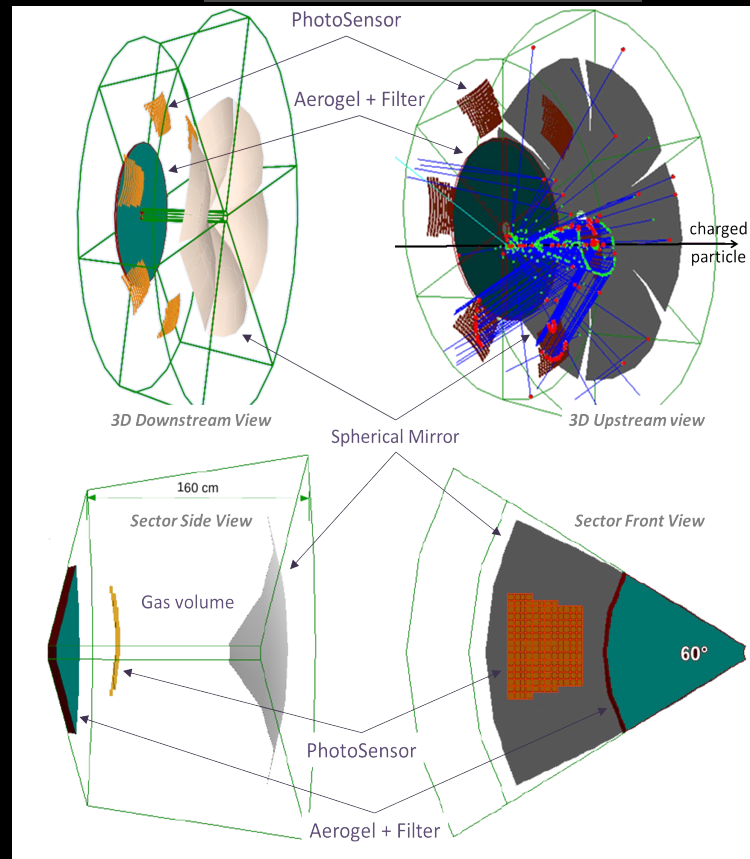 PhotoSensor
Aerogel + Filter
charged
particle
3D Downstream View
3D Upstream view
Spherical Mirror
160 cm
Sector Side View
Sector Front View
Gas volume
60°
PhotoSensor
Aerogel + Filter